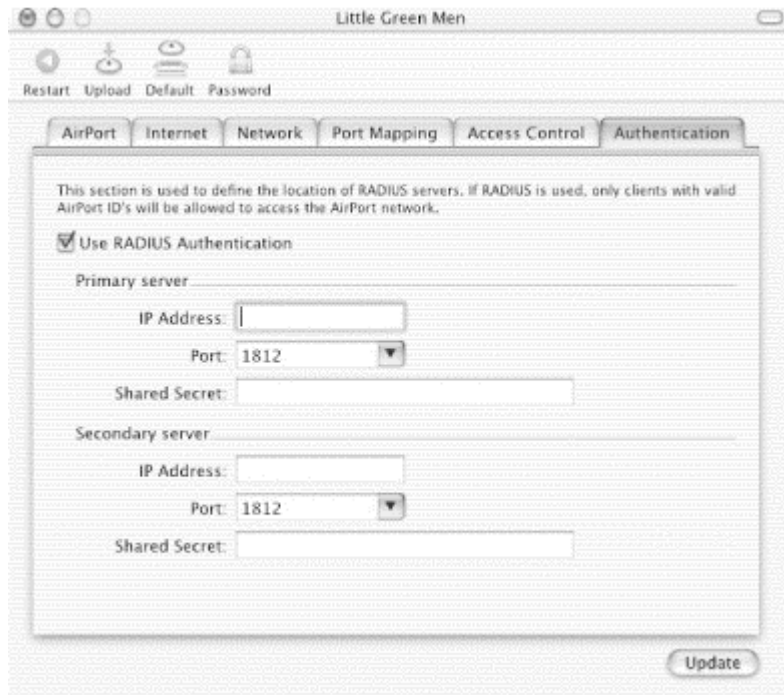 Little Green Men
Restart Upload Default Password
AirPort Internet Network Port Mapping Access Control Authentication
This section is used to define the location of RADIUS servers. If RADIUS is used, only clients with valid
AirPort ID's will be allowed to access the AirPort network.
Use RADIUS Authentication
Primary server
IP Address:
Port: 1812
Shared Secret:
Secondary server
IP Address:
Port: 1812
Shared Secret:
Update